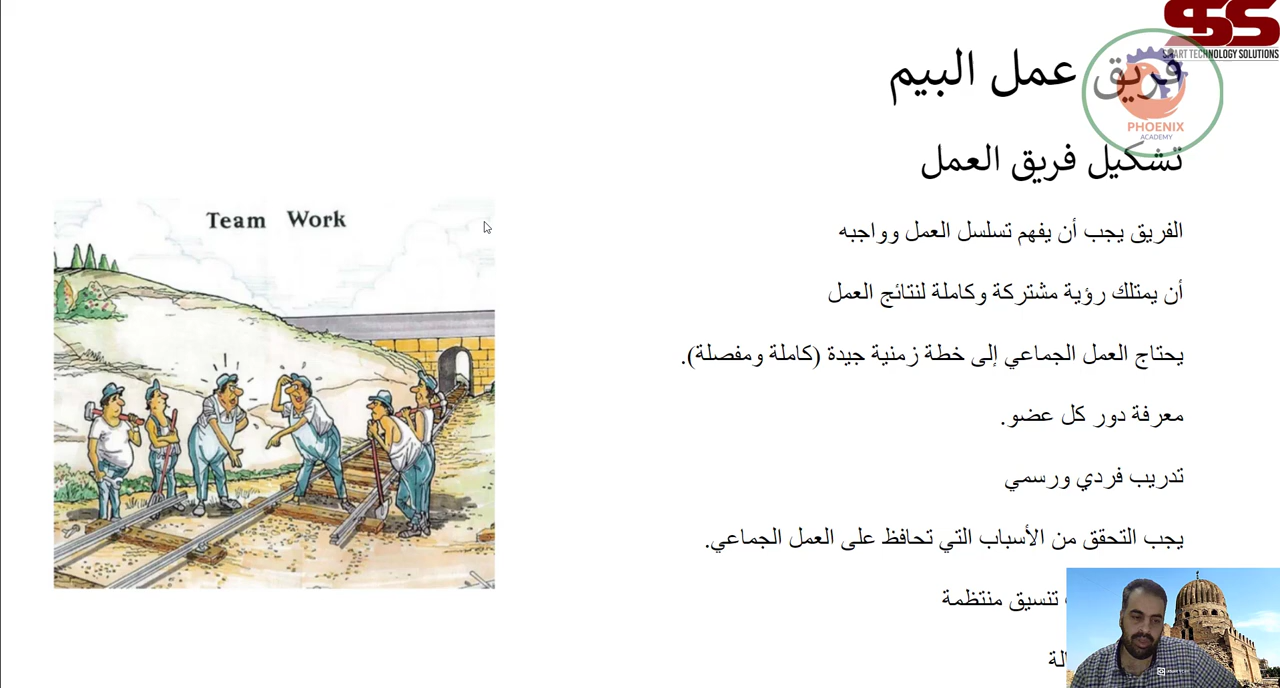 SMART TECHNOLOGY SOLUTIONS
فريق عمل البيم
PHOENIX
ACADEMY
تشكيل فريق العمل
Team Work
الفريق يجب أن يفهم تسلسل العمل وواجبه
أن يمتلك رؤية مشتركة وكاملة لنتائج العمل
يحتاج العمل الجماعي إلى خطة زمنية جيدة (كاملة ومفصلة).
معرفة دور كل عضو.
تدريب فردي ورسمي
يجب التحقق من الأسباب التي تحافظ على العمل الجماعي.
تنسيق منتظمة